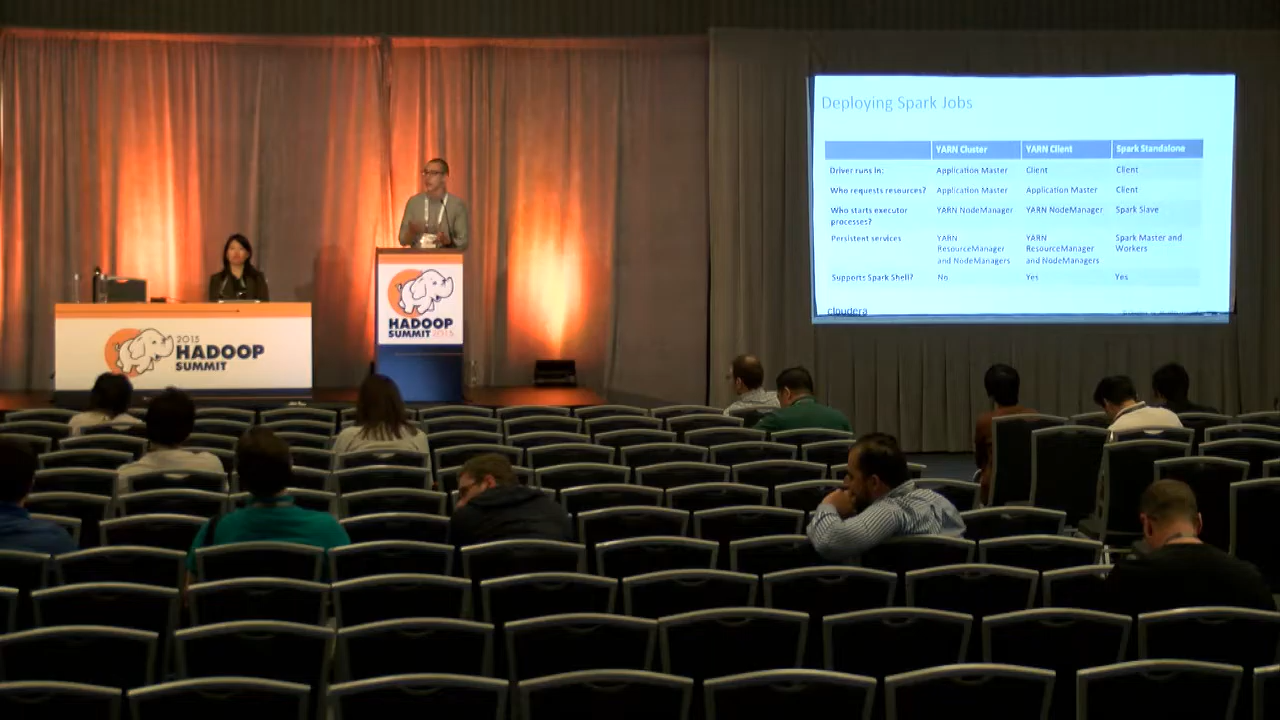 Deploying Spark Jobs
YARN Cluster YARN Client Spark Standalone
Driver runs in: Application Master Client Client
Who requests resources? Application Master Application Master Client
Who starts executor processes? YARN NodeManager YARN NodeManager Spark Slave
Persistent services YARN ResourceManager and NodeManagers YARN ResourceManager and NodeManagers Spark Master and Workers
Supports Spark Shell? No Yes Yes
cloudera
HADOOP
SUMMIT 2015
2015
HADOOP
SUMMIT